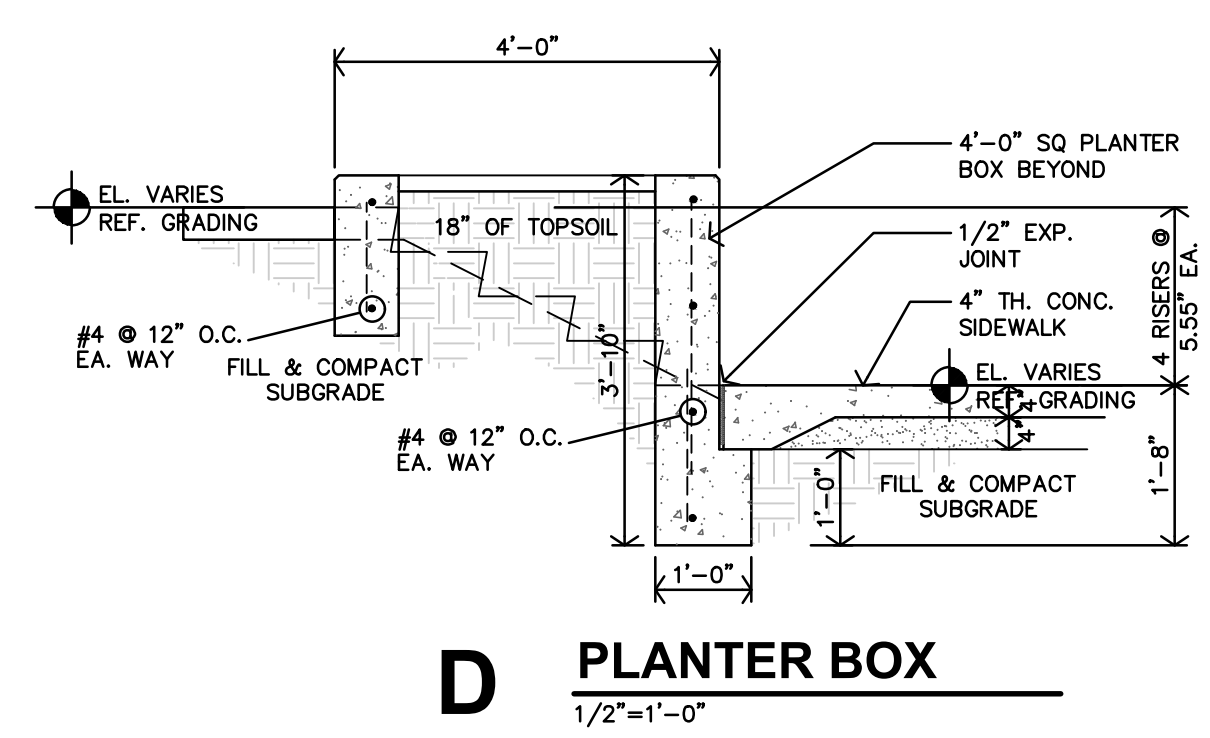 4'-0"
4'-0" SQ PLANTER
BOX BEYOND
EL. VARIES
REF. GRADING
18" OF TOPSOIL
1/2" EXP.
JOINT
4 RISERS @
5.55" EA.
4" TH. CONC.
SIDEWALK
#4 @ 12" O.C.
EA. WAY
FILL & COMPACT
SUBGRADE
3'-10"
EL. VARIES
REF. GRADING
4"
4"
#4 @ 12" O.C.
EA. WAY
1'-0"
FILL & COMPACT
SUBGRADE
1'-8"
1'-0"
D
PLANTER BOX
1/2"=1'-0"